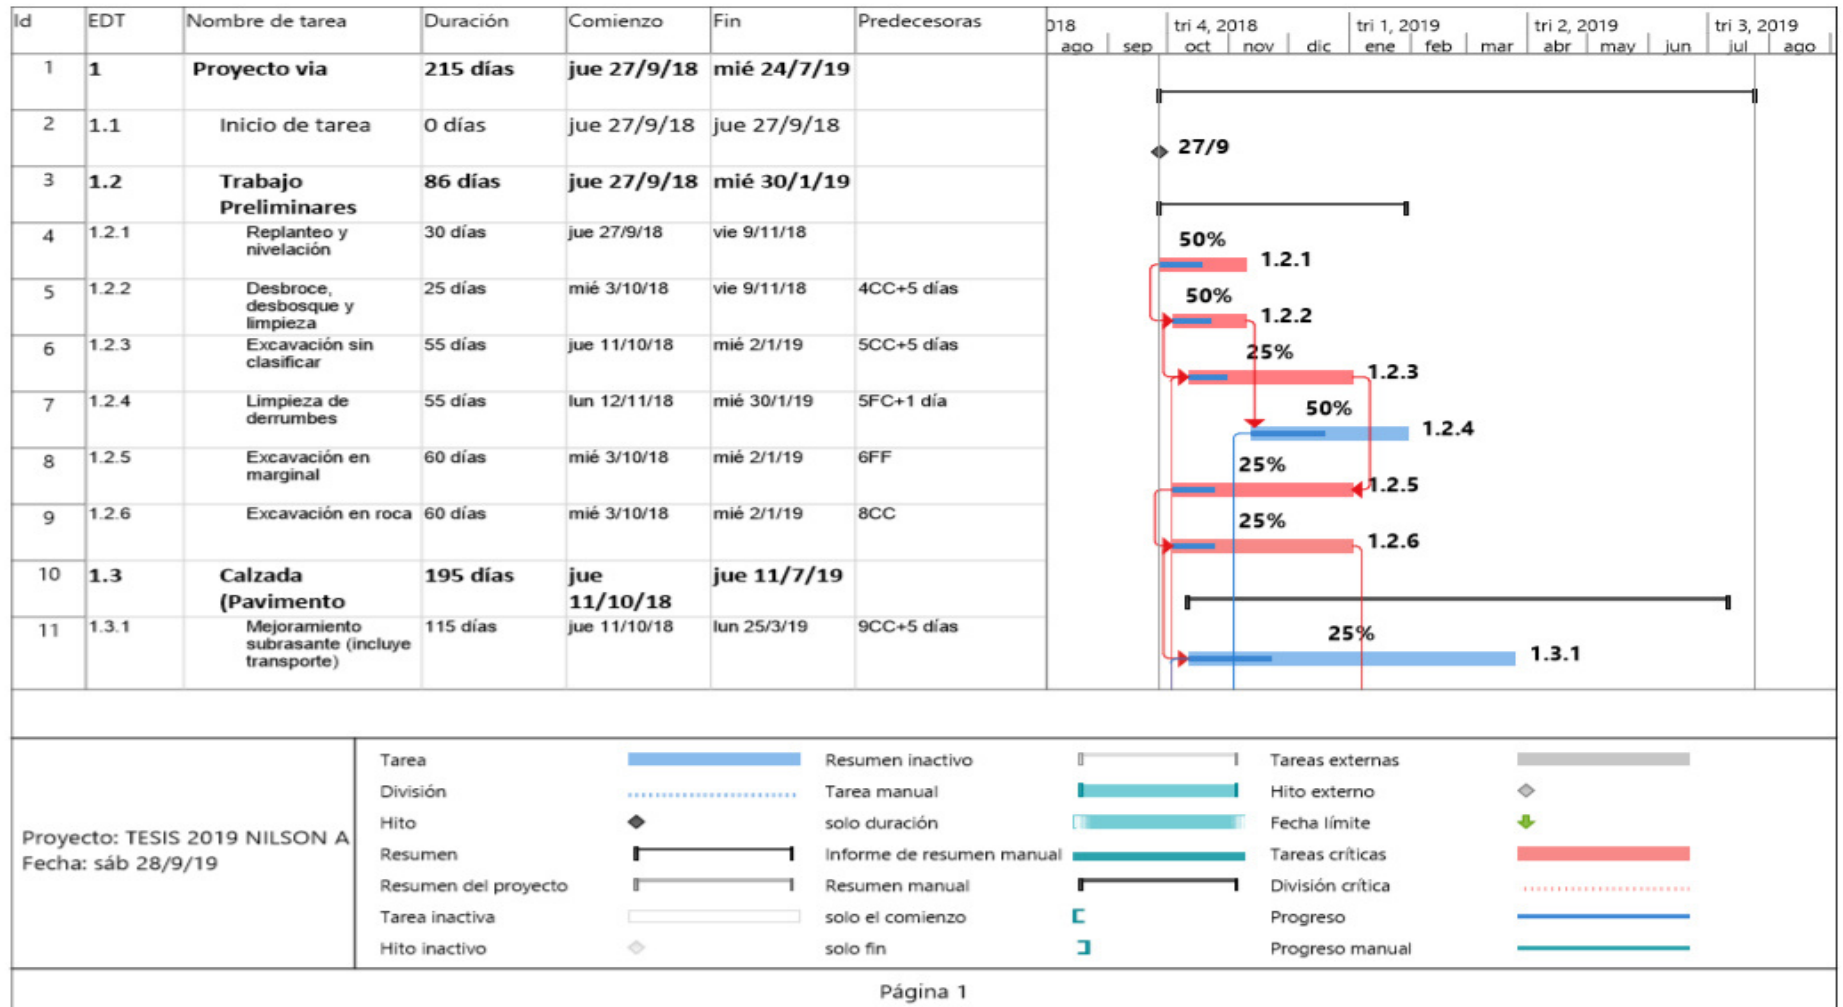 Id EDT Nombre de tarea Duración Comienzo Fin Predecesoras
018 tri 4, 2018 tri 1, 2019 tri 2, 2019 tri 3, 2019
ago sep oct nov dic ene feb mar abr may jun jul ago
1 1 Proyecto via 215 días jue 27/9/18 mié 24/7/19
2 1.1 Inicio de tarea 0 días jue 27/9/18 jue 27/9/18
27/9
3 1.2 Trabajo 86 días jue 27/9/18 mié 30/1/19
Preliminares
4 1.2.1 Replanteo y 30 días jue 27/9/18 vie 9/11/18
nivelación
50%
1.2.1
5 1.2.2 Desbroce, 25 días mié 3/10/18 vie 9/11/18 4CC+5 días
desbosque y
limpieza
50%
1.2.2
6 1.2.3 Excavación sin 55 días jue 11/10/18 mié 2/1/19 5CC+5 días
clasificar
25%
1.2.3
7 1.2.4 Limpieza de 55 días lun 12/11/18 mié 30/1/19 5FC+1 día
derrumbes
50%
1.2.4
8 1.2.5 Excavación en 60 días mié 3/10/18 mié 2/1/19 6FF
marginal
25%
1.2.5
9 1.2.6 Excavación en roca 60 días mié 3/10/18 mié 2/1/19 8CC
25%
1.2.6
10 1.3 Calzada 195 días jue jue 11/7/19
(Pavimento 11/10/18
11 1.3.1 Mejoramiento 115 días jue 11/10/18 lun 25/3/19 9CC+5 días
subrasante (incluye
transporte)
25%
1.3.1
Proyecto: TESIS 2019 NILSON A
Fecha: sáb 28/9/19
Tarea Resumen inactivo Tareas externas
División Tarea manual Hito externo
Hito solo duración Fecha límite
Resumen Informe de resumen manual Tareas críticas
Resumen del proyecto Resumen manual División crítica
Tarea inactiva solo el comienzo Progreso
Hito inactivo solo fin Progreso manual
Página 1